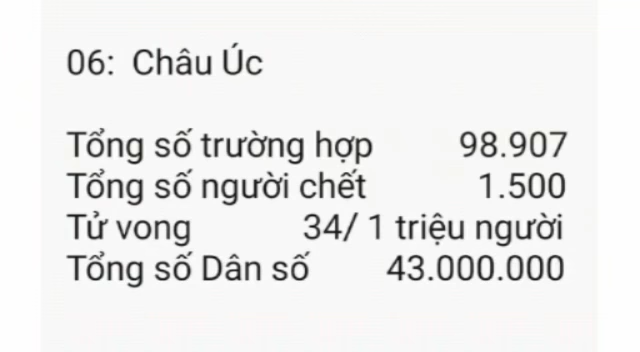 06: Châu Úc
Tổng số trường hợp 98.907
Tổng số người chết 1.500
Tử vong 34/ 1 triệu người
Tổng số Dân số 43.000.000